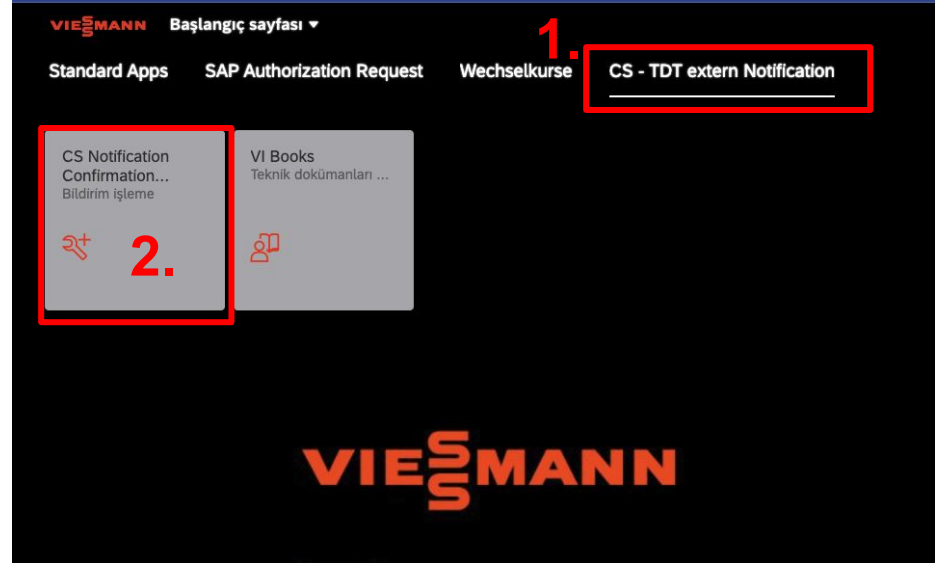 VIESSMANN Başlangıç sayfası
1.
Standard Apps SAP Authorization Request Wechselkurse CS - TDT extern Notification
CS Notification
Confirmation...
Bildirim işleme
2.
VI Books
Teknik dokümanları ...
VIESSMANN